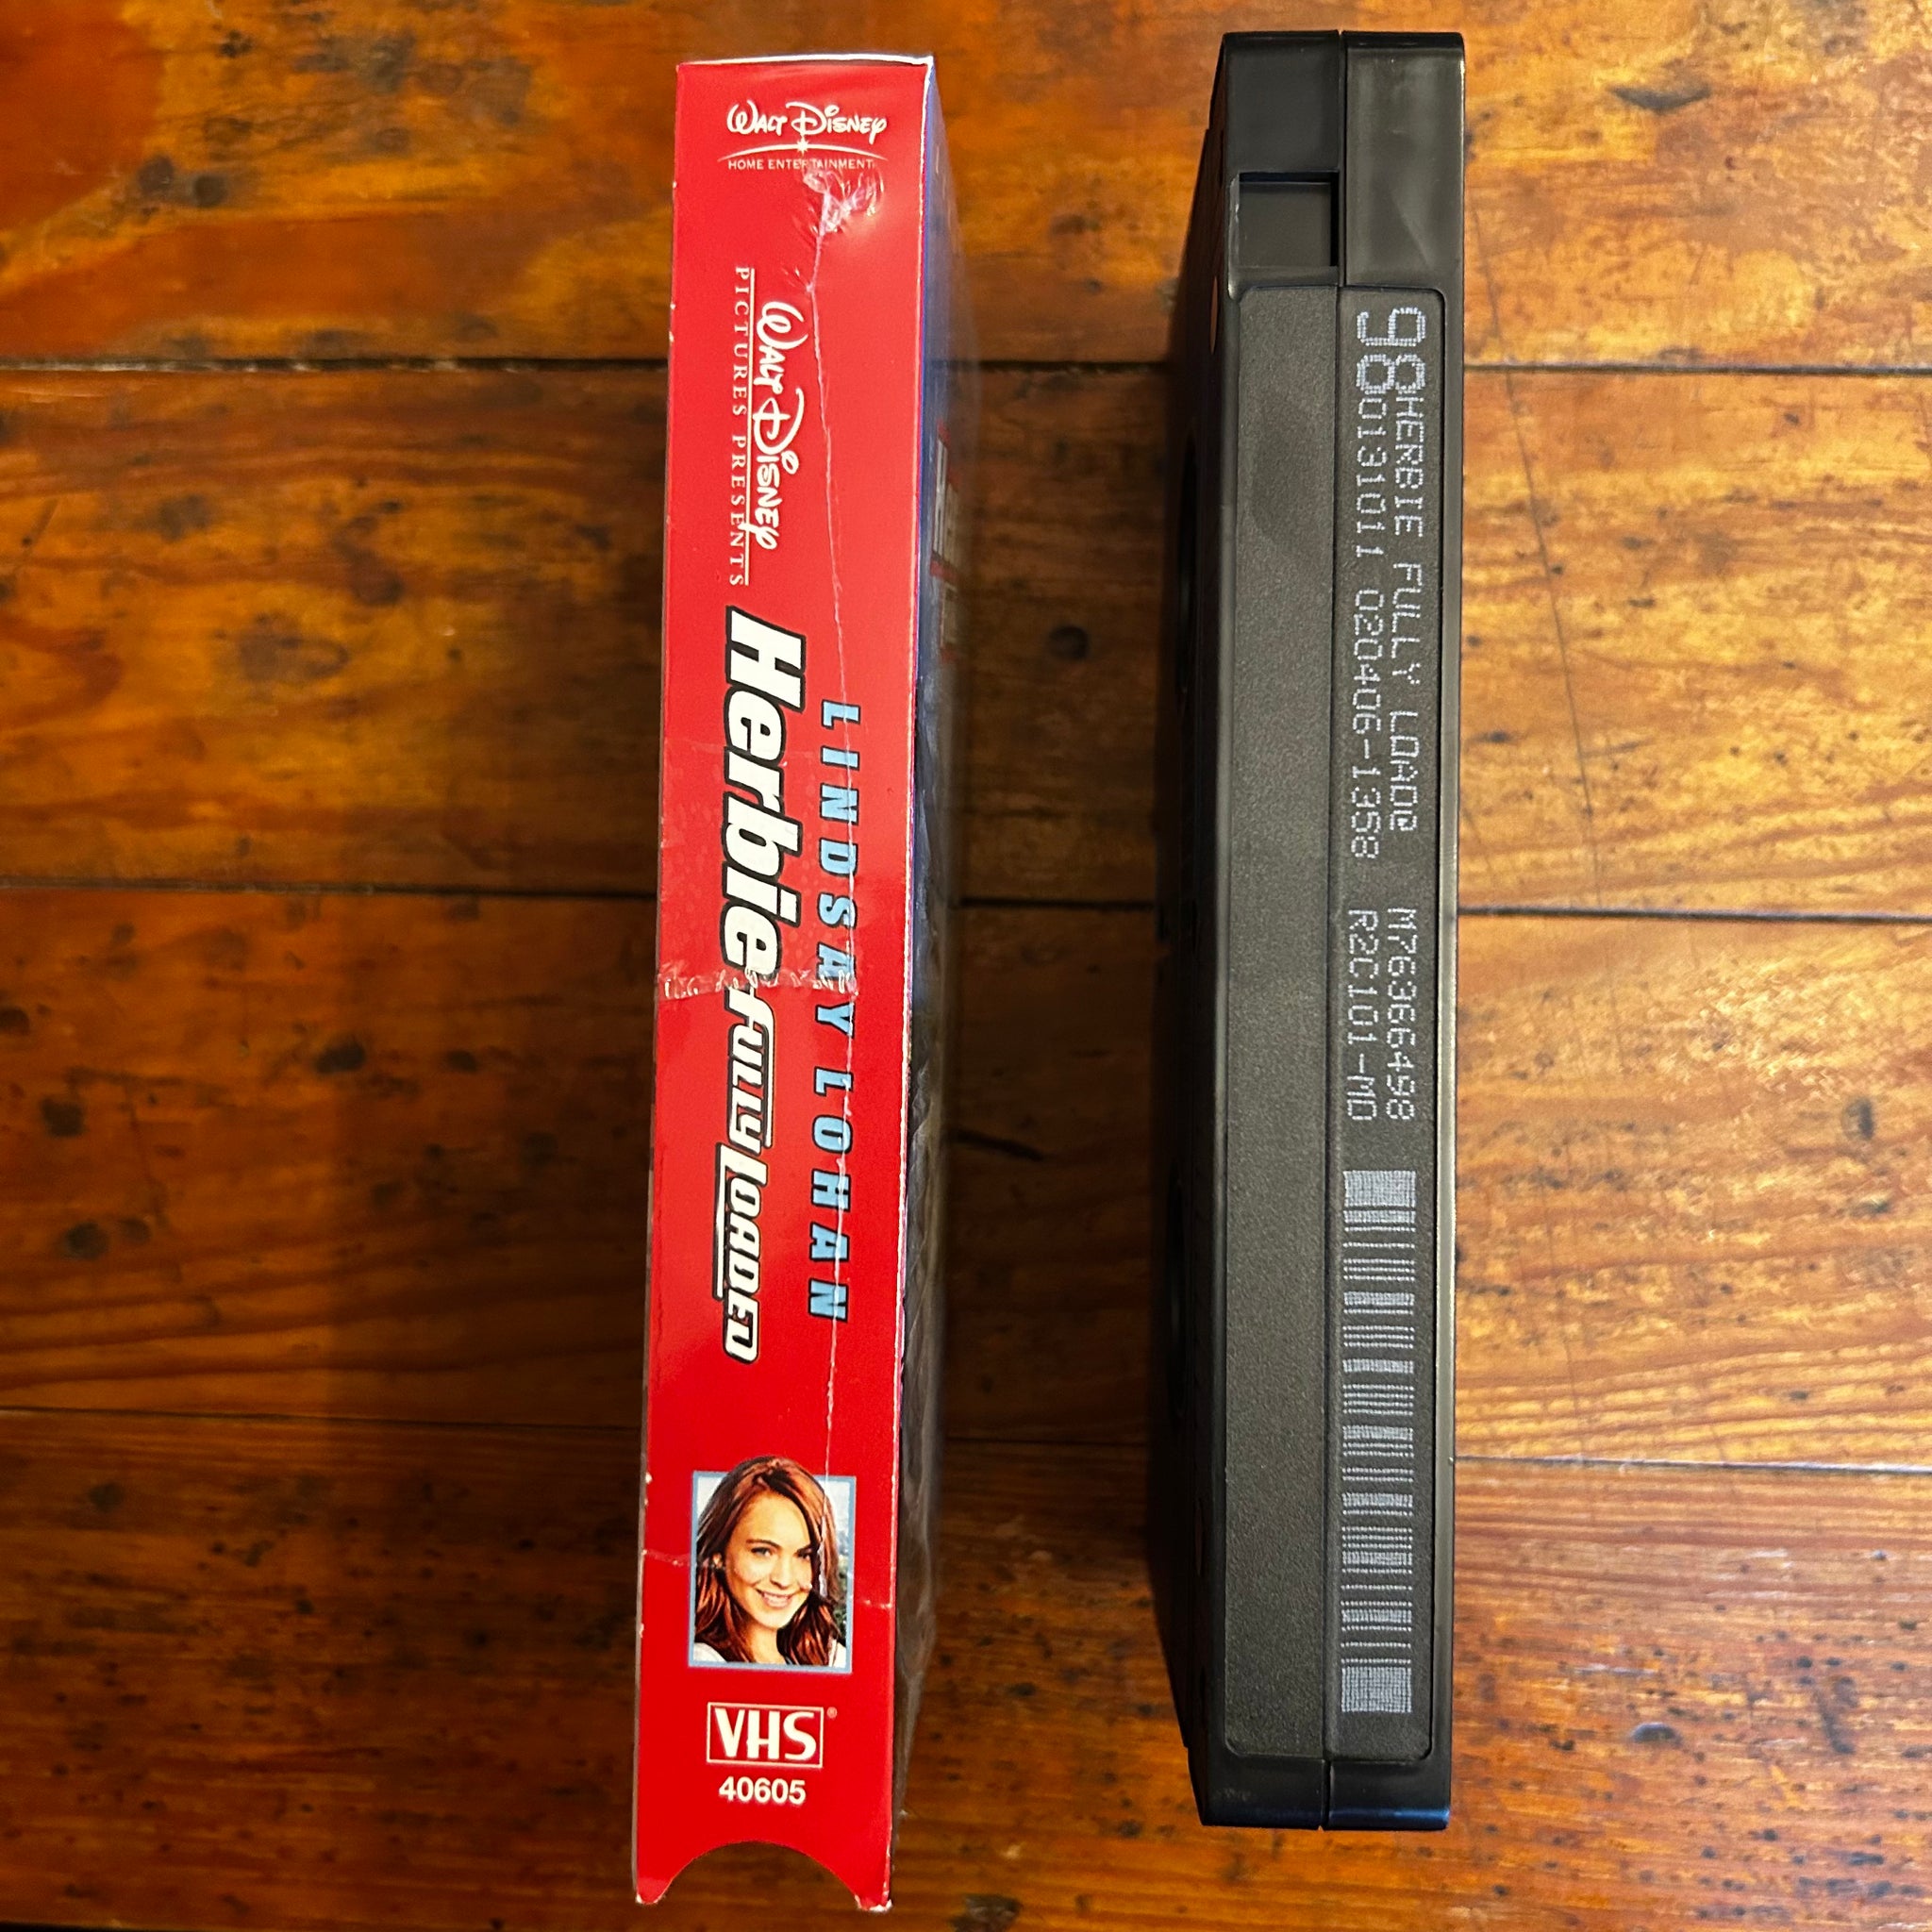 WALT DISNEY
HOME ENTERTAINMENT
WALT DISNEY
PICTURES PRESENTS
LINDSAY LOHAN
Herbie FULLY LOADED
VHS®
40605
98
HERBIE FULLY LOADe M76366498
0131011 020406-1358 R2C101-MD